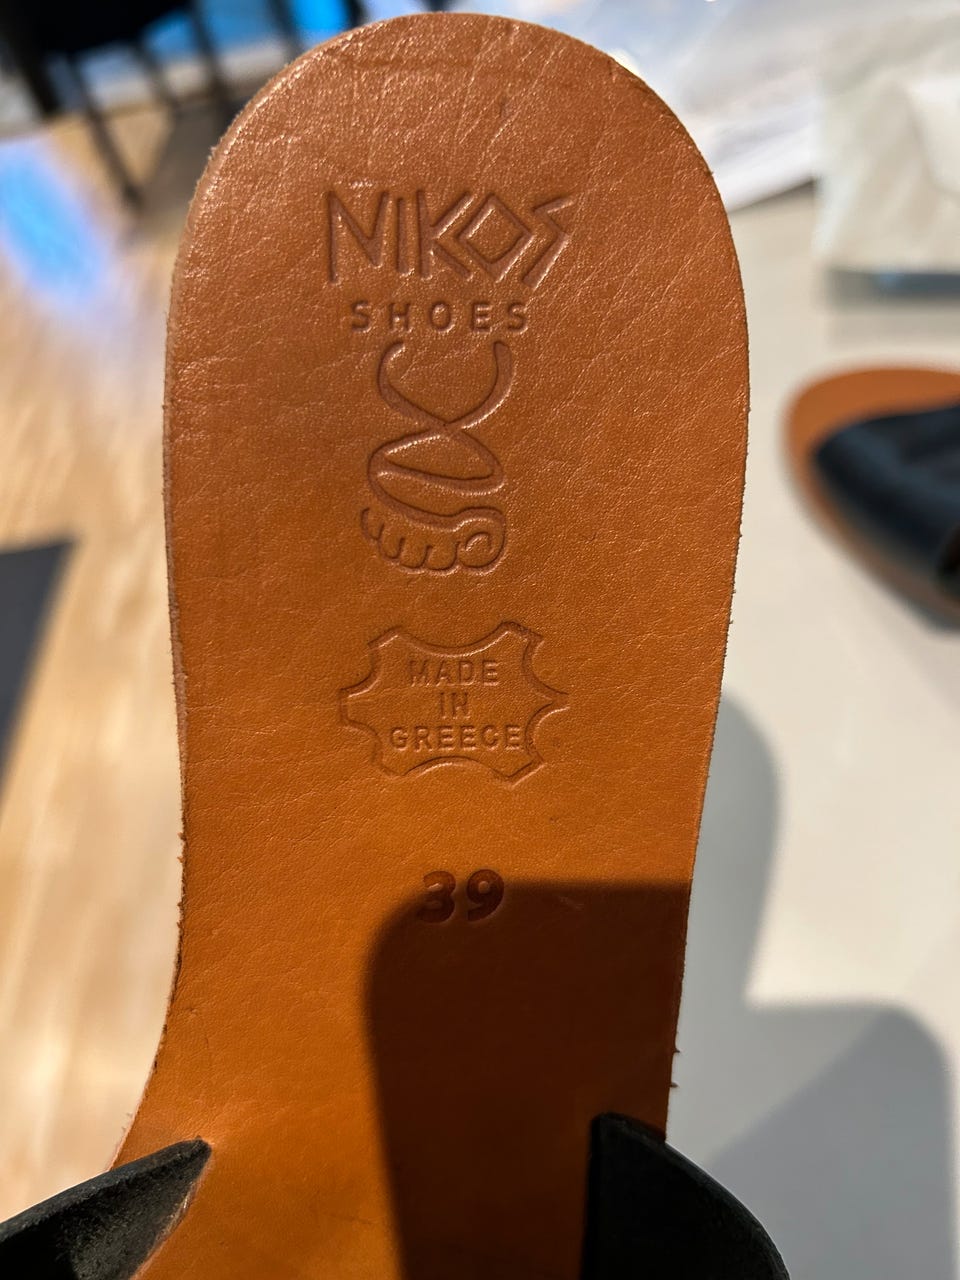 NIKOS
SHOES
MADE
IN
GREECE
39